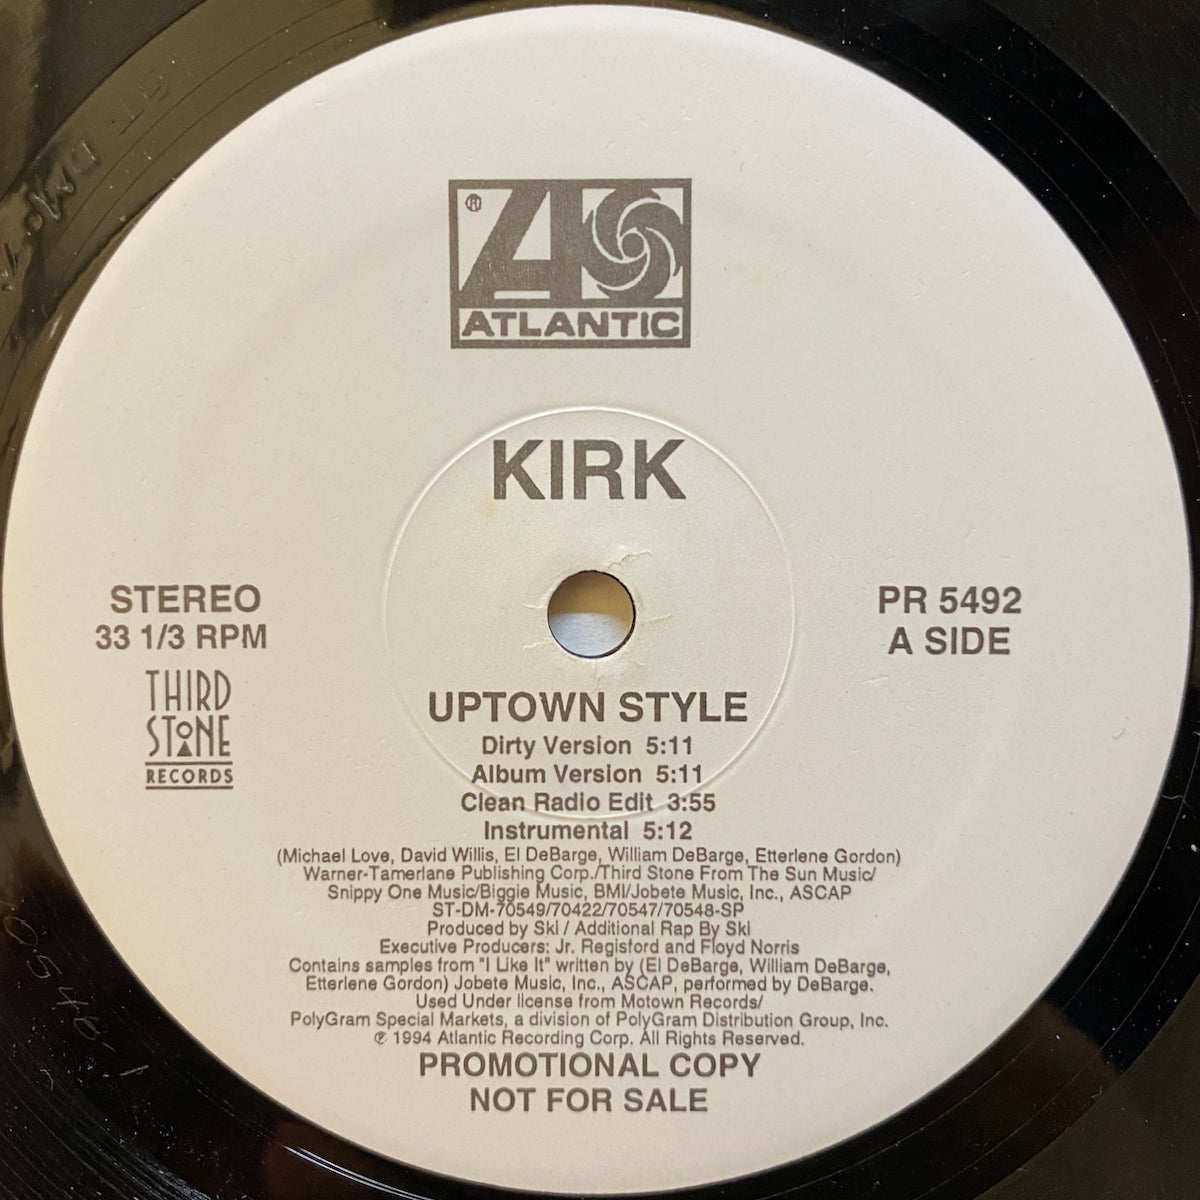 ®
ATLANTIC
KIRK
STEREO
33 1/3 RPM
THIRD
STONE
RECORDS
PR 5492
A SIDE
UPTOWN STYLE
Dirty Version 5:11
Album Version 5:11
Clean Radio Edit 3:55
Instrumental 5:12
(Michael Love, David Willis, El DeBarge, William DeBarge, Etterlene Gordon)
Warner-Tamerlane Publishing Corp./Third Stone From The Sun Music/
Snippy One Music/Biggie Music, BMI/Jobete Music, Inc., ASCAP
ST-DM-70549/70422/70547/70548-SP
Produced by Ski / Additional Rap By Ski
Executive Producers: Jr. Regisford and Floyd Norris
Contains samples from "I Like It" written by (El DeBarge, William DeBarge,
Etterlene Gordon) Jobete Music, Inc., ASCAP, performed by DeBarge.
Used Under license from Motown Records/
PolyGram Special Markets, a division of PolyGram Distribution Group, Inc.
℗ 1994 Atlantic Recording Corp. All Rights Reserved.
PROMOTIONAL COPY
NOT FOR SALE